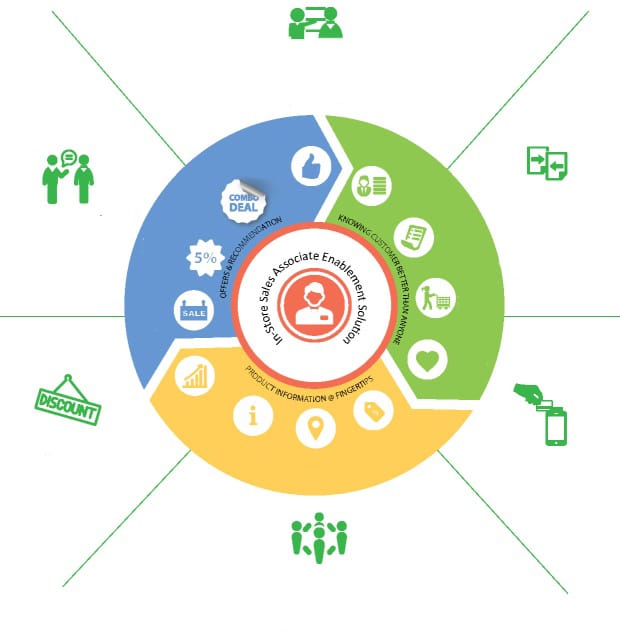 COMBO
DEAL
5%
SALE
OFFERS & RECOMMENDATION
KNOWING CUSTOMER BETTER THAN ANYONE
In-Store Sales Associate Enablement Solution
PRODUCT INFORMATION @ FINGERTIPS
DISCOUNT